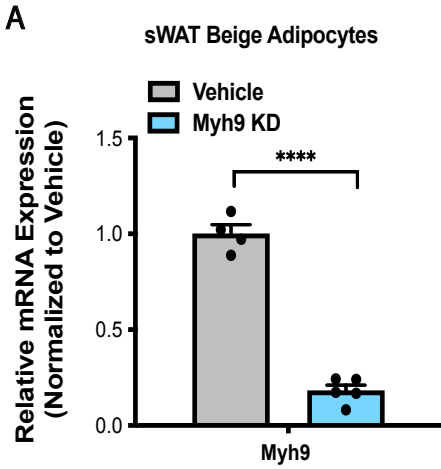 A
sWAT Beige Adipocytes
Vehicle
Myh9 KD
Relative mRNA Expression
(Normalized to Vehicle)
1.5
1.0
0.5
0.0
****
Myh9